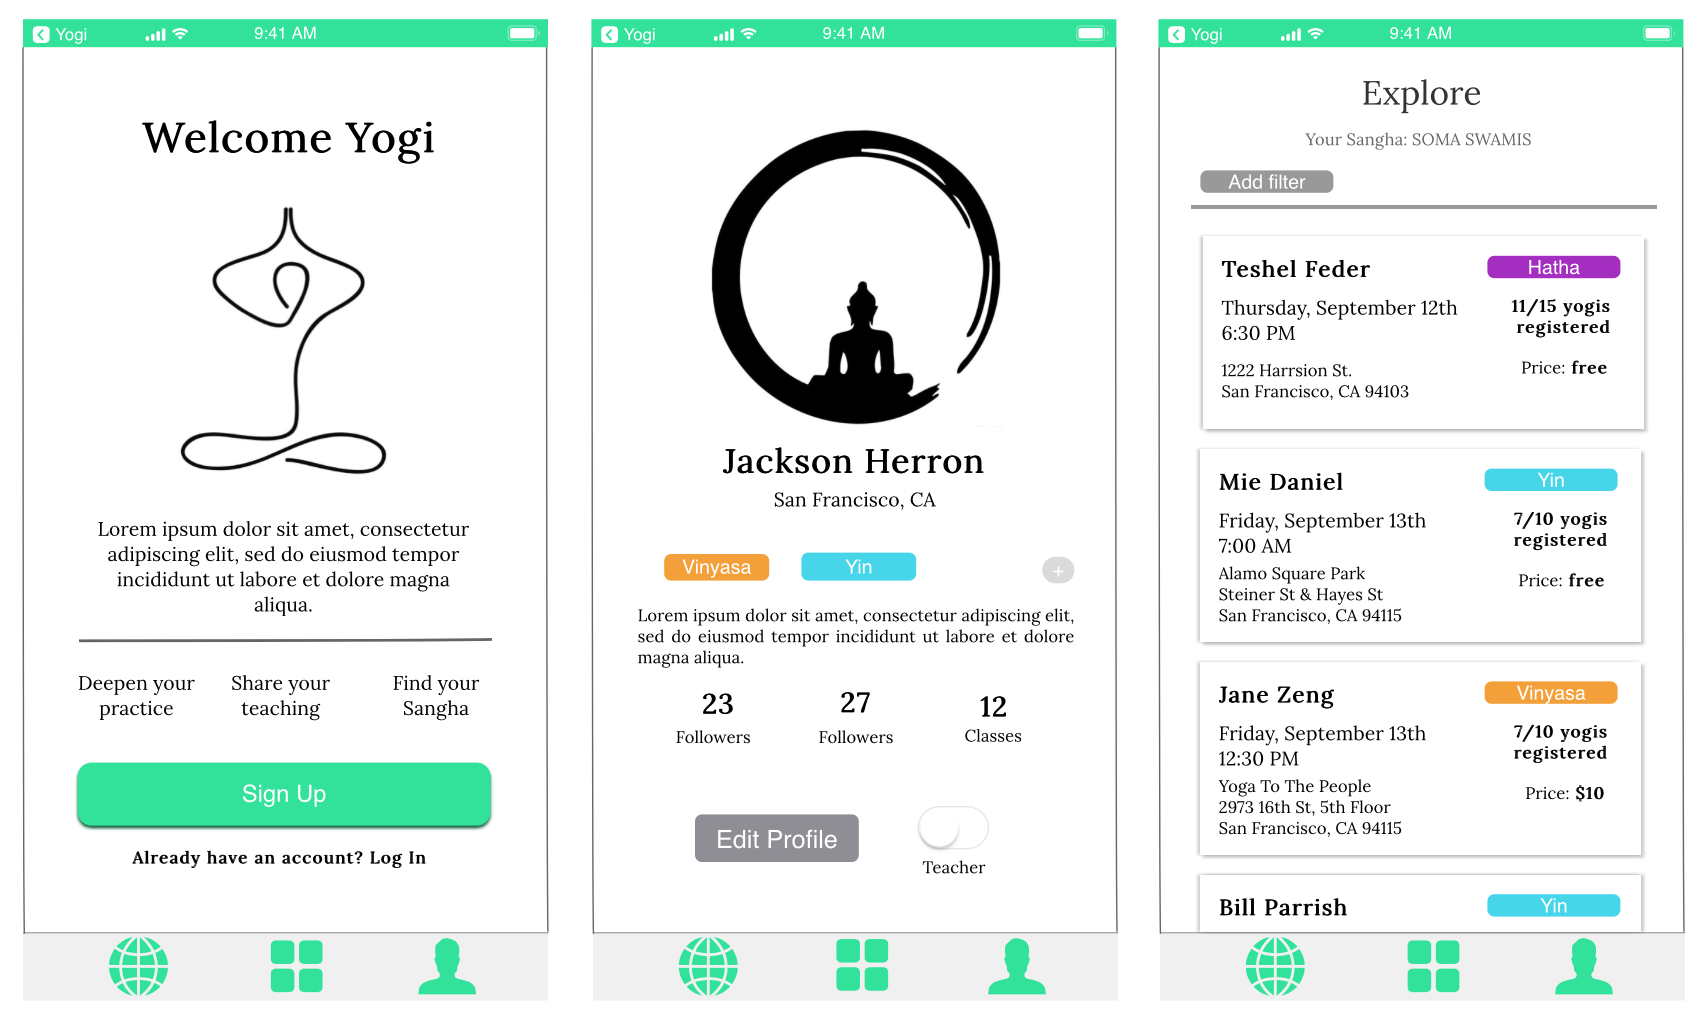 Yogi
9:41 AM
Welcome Yogi
Lorem ipsum dolor sit amet, consectetur
adipiscing elit, sed do eiusmod tempor
incididunt ut labore et dolore magna
aliqua.
Deepen your
practice
Share your
teaching
Find your
Sangha
Sign Up
Already have an account? Log In
Yogi
9:41 AM
Jackson Herron
San Francisco, CA
Vinyasa
Yin
+
Lorem ipsum dolor sit amet, consectetur adipiscing elit,
sed do eiusmod tempor incididunt ut labore et dolore
magna aliqua.
23
Followers
27
Followers
12
Classes
Edit Profile
Teacher
Yogi
9:41 AM
Explore
Your Sangha: SOMA SWAMIS
Add filter
Teshel Feder
Hatha
Thursday, September 12th
6:30 PM
11/15 yogis
registered
1222 Harrsion St.
San Francisco, CA 94103
Price: free
Mie Daniel
Yin
Friday, September 13th
7:00 AM
7/10 yogis
registered
Alamo Square Park
Steiner St & Hayes St
San Francisco, CA 94115
Price: free
Jane Zeng
Vinyasa
Friday, September 13th
12:30 PM
7/10 yogis
registered
Yoga To The People
2973 16th St, 5th Floor
San Francisco, CA 94115
Price: $10
Bill Parrish
Yin